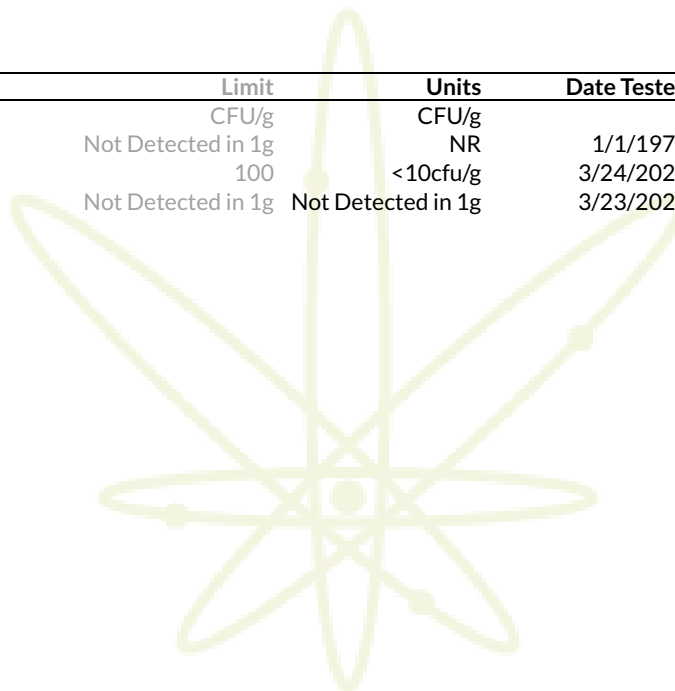 Limit Units Date Teste
CFU/g CFU/g
Not Detected in 1g NR 1/1/197
100 <10cfu/g 3/24/202
Not Detected in 1g Not Detected in 1g 3/23/202